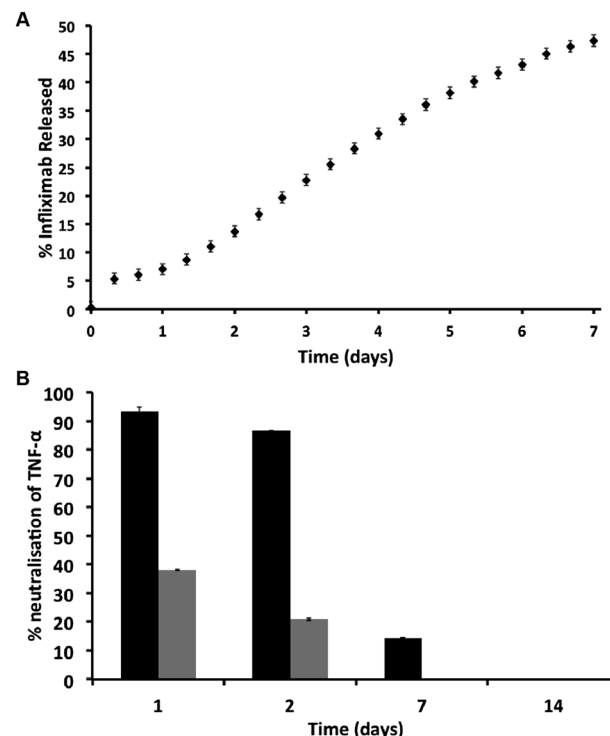 A
% Infliximab Released
50
45
40
35
30
25
20
15
10
5
0
0 1 2 3 4 5 6 7
Time (days)
B
% neutralisation of TNF-α
100
90
80
70
60
50
40
30
20
10
0
1 2 7 14
Time (days)